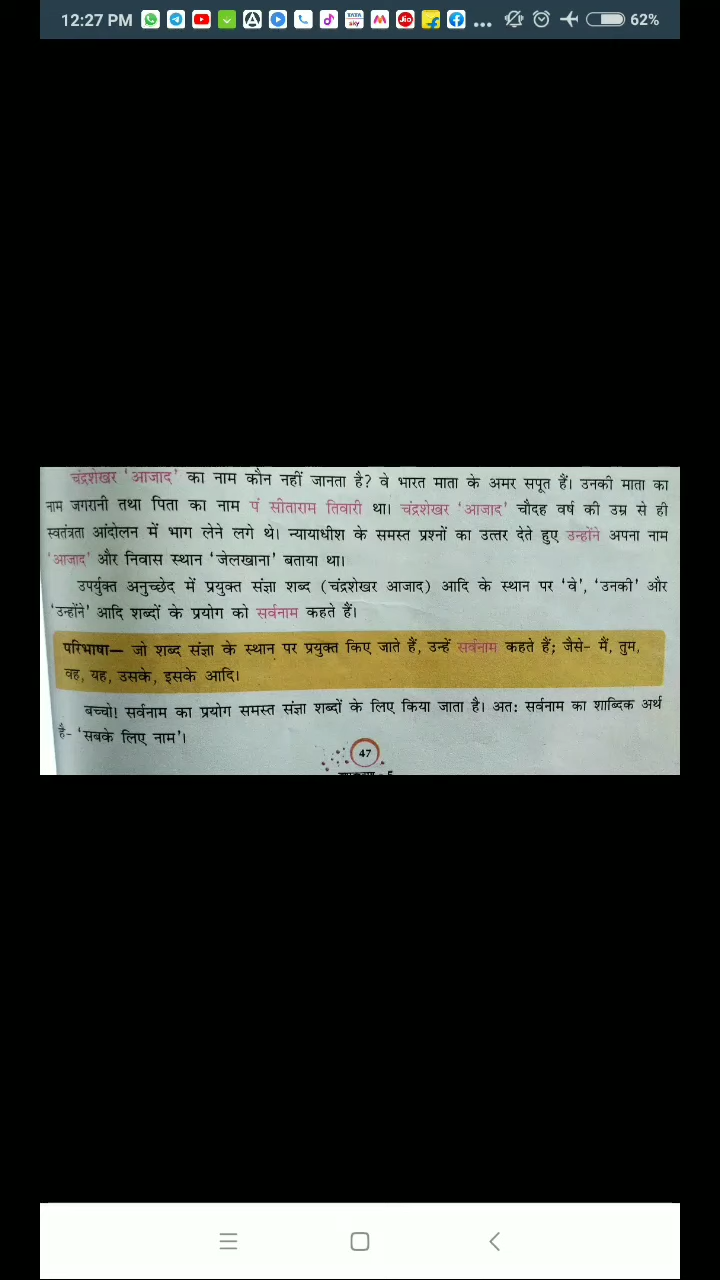 12:27 PM
TATA
sky
Jio
...
62%
चंद्रशेखर ‘आजाद’ का नाम कौन नहीं जानता है? वे भारत माता के अमर सपूत हैं। उनकी माता का
नाम जगरानी तथा पिता का नाम पं सीताराम तिवारी था। चंद्रशेखर ‘आजाद’ चौदह वर्ष की उम्र से ही
स्वतंत्रता आंदोलन में भाग लेने लगे थे। न्यायाधीश के समस्त प्रश्नों का उत्तर देते हुए उन्होंने अपना नाम
‘आजाद’ और निवास स्थान ‘जेलखाना’ बताया था।
उपर्युक्त अनुच्छेद में प्रयुक्त संज्ञा शब्द (चंद्रशेखर आजाद) आदि के स्थान पर ‘वे’, ‘उनकी’ और
‘उन्होंने’ आदि शब्दों के प्रयोग को सर्वनाम कहते हैं।
परिभाषा— जो शब्द संज्ञा के स्थान पर प्रयुक्त किए जाते हैं, उन्हें सर्वनाम कहते हैं; जैसे- मैं, तुम,
वह, यह, उसके, इसके आदि।
बच्चो! सर्वनाम का प्रयोग समस्त संज्ञा शब्दों के लिए किया जाता है। अत: सर्वनाम का शाब्दिक अर्थ
है- ‘सबके लिए नाम’।
47